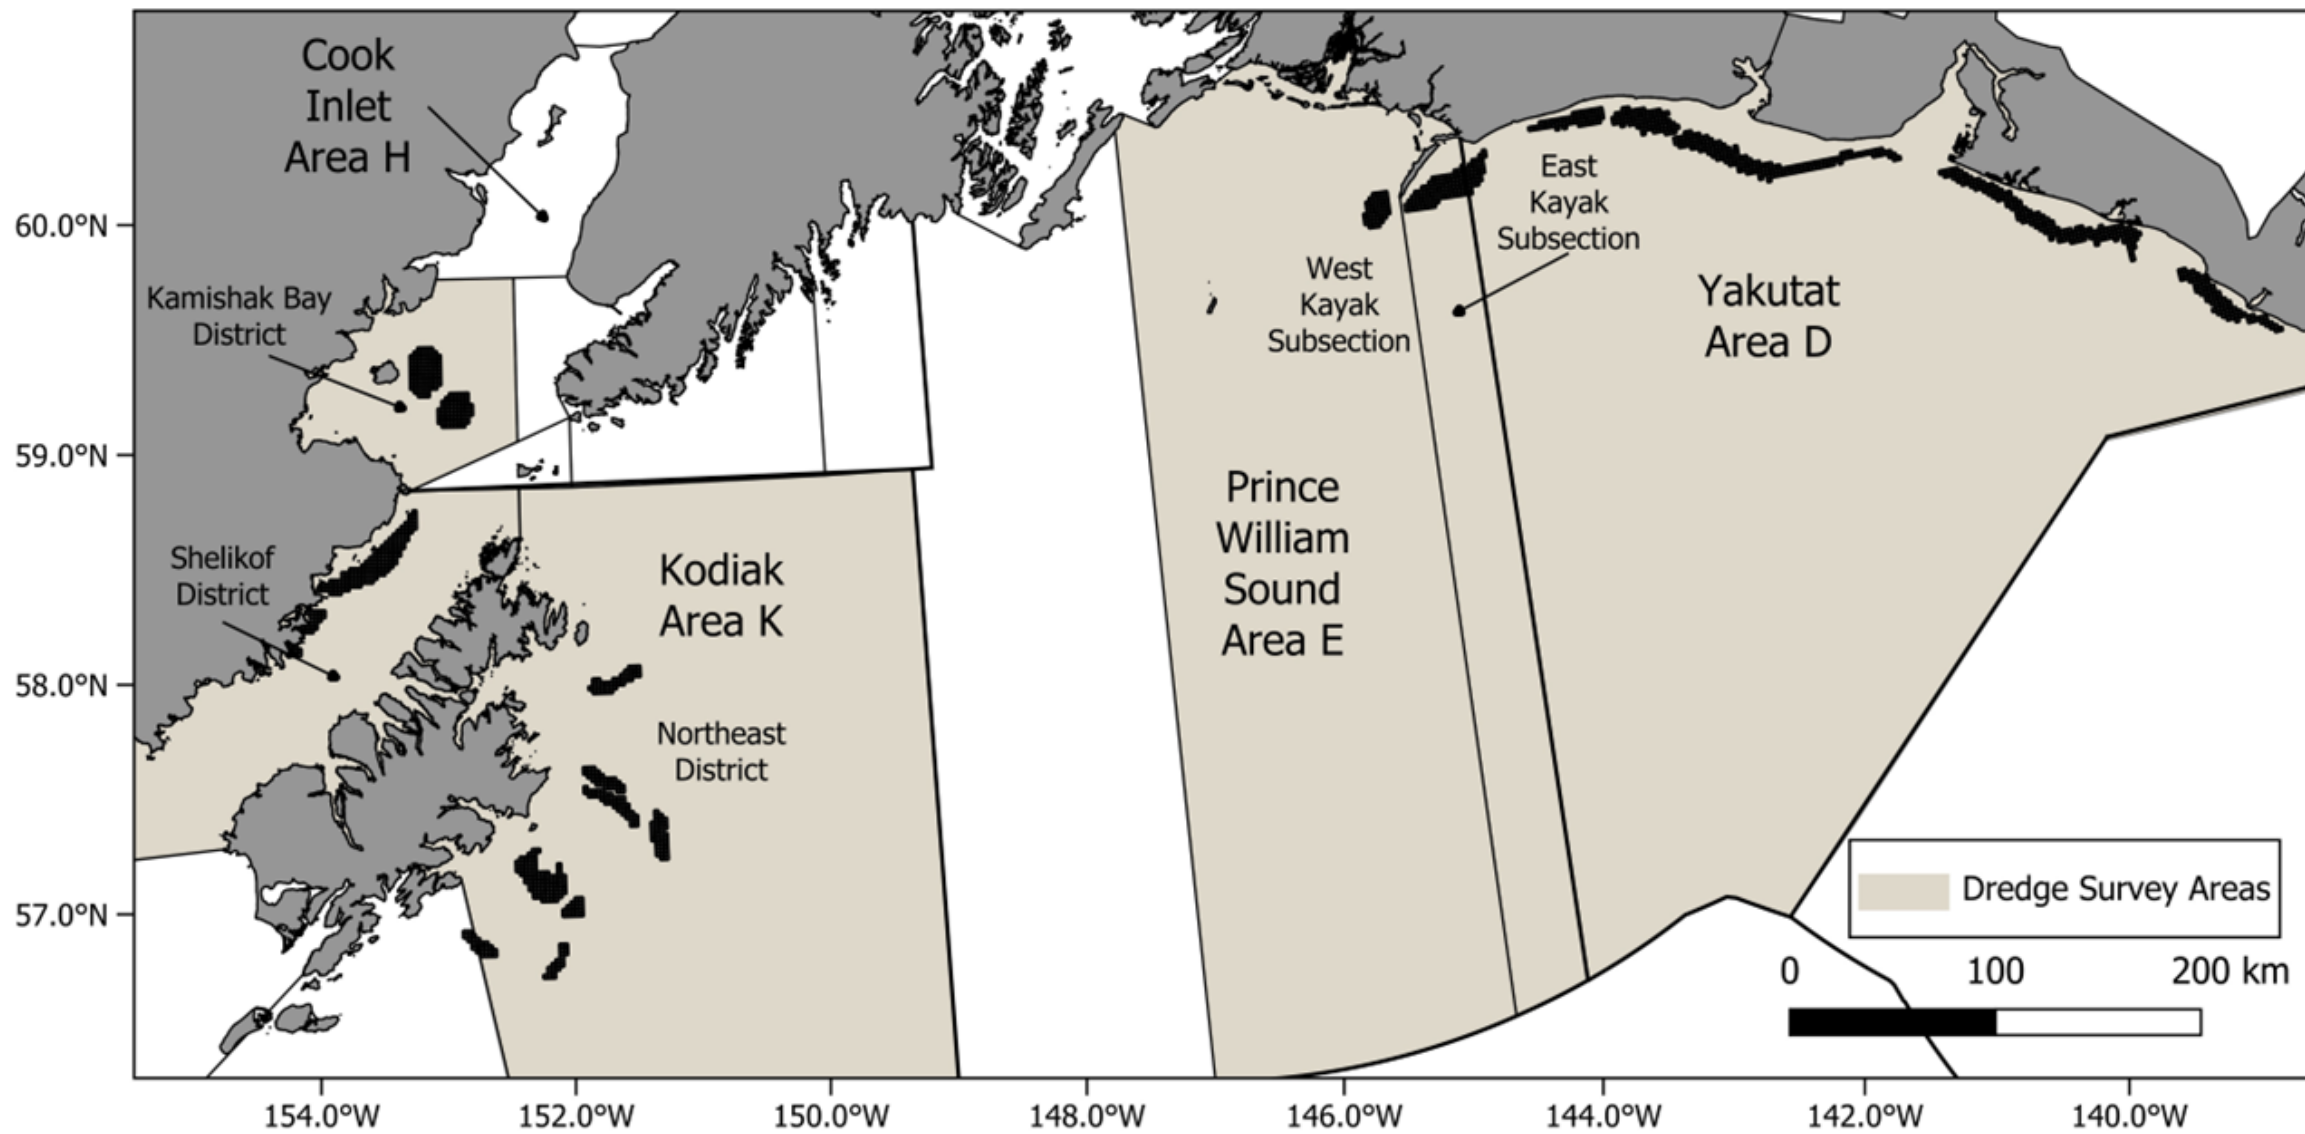 Cook
Inlet
Area H
60.0°N
Kamishak Bay
District
59.0°N
Shelikof
District
58.0°N
57.0°N
Kodiak
Area K
Northeast
District
East
Kayak
Subsection
West
Kayak
Subsection
Yakutat
Area D
Prince
William
Sound
Area E
Dredge Survey Areas
0 100 200 km
154.0°W 152.0°W 150.0°W 148.0°W 146.0°W 144.0°W 142.0°W 140.0°W